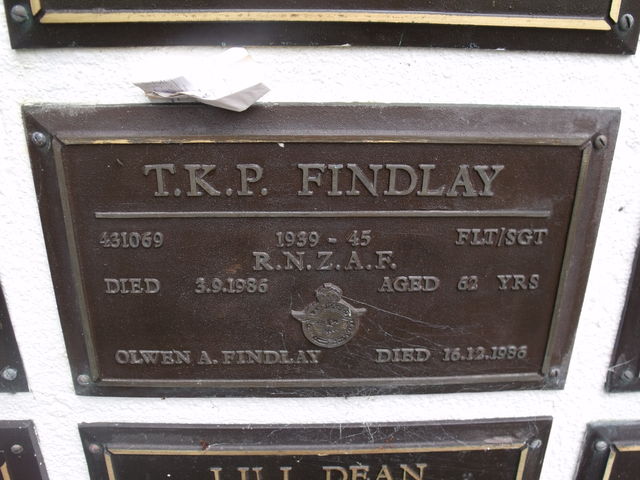 T.K.P. FINDLAY
431069 1939 - 45 FLT/SGT
R.N.Z.A.F.
DIED 3.9.1986 AGED 62 YRS
OLWEN A. FINDLAY DIED 16.12.1996
LILL DEAN